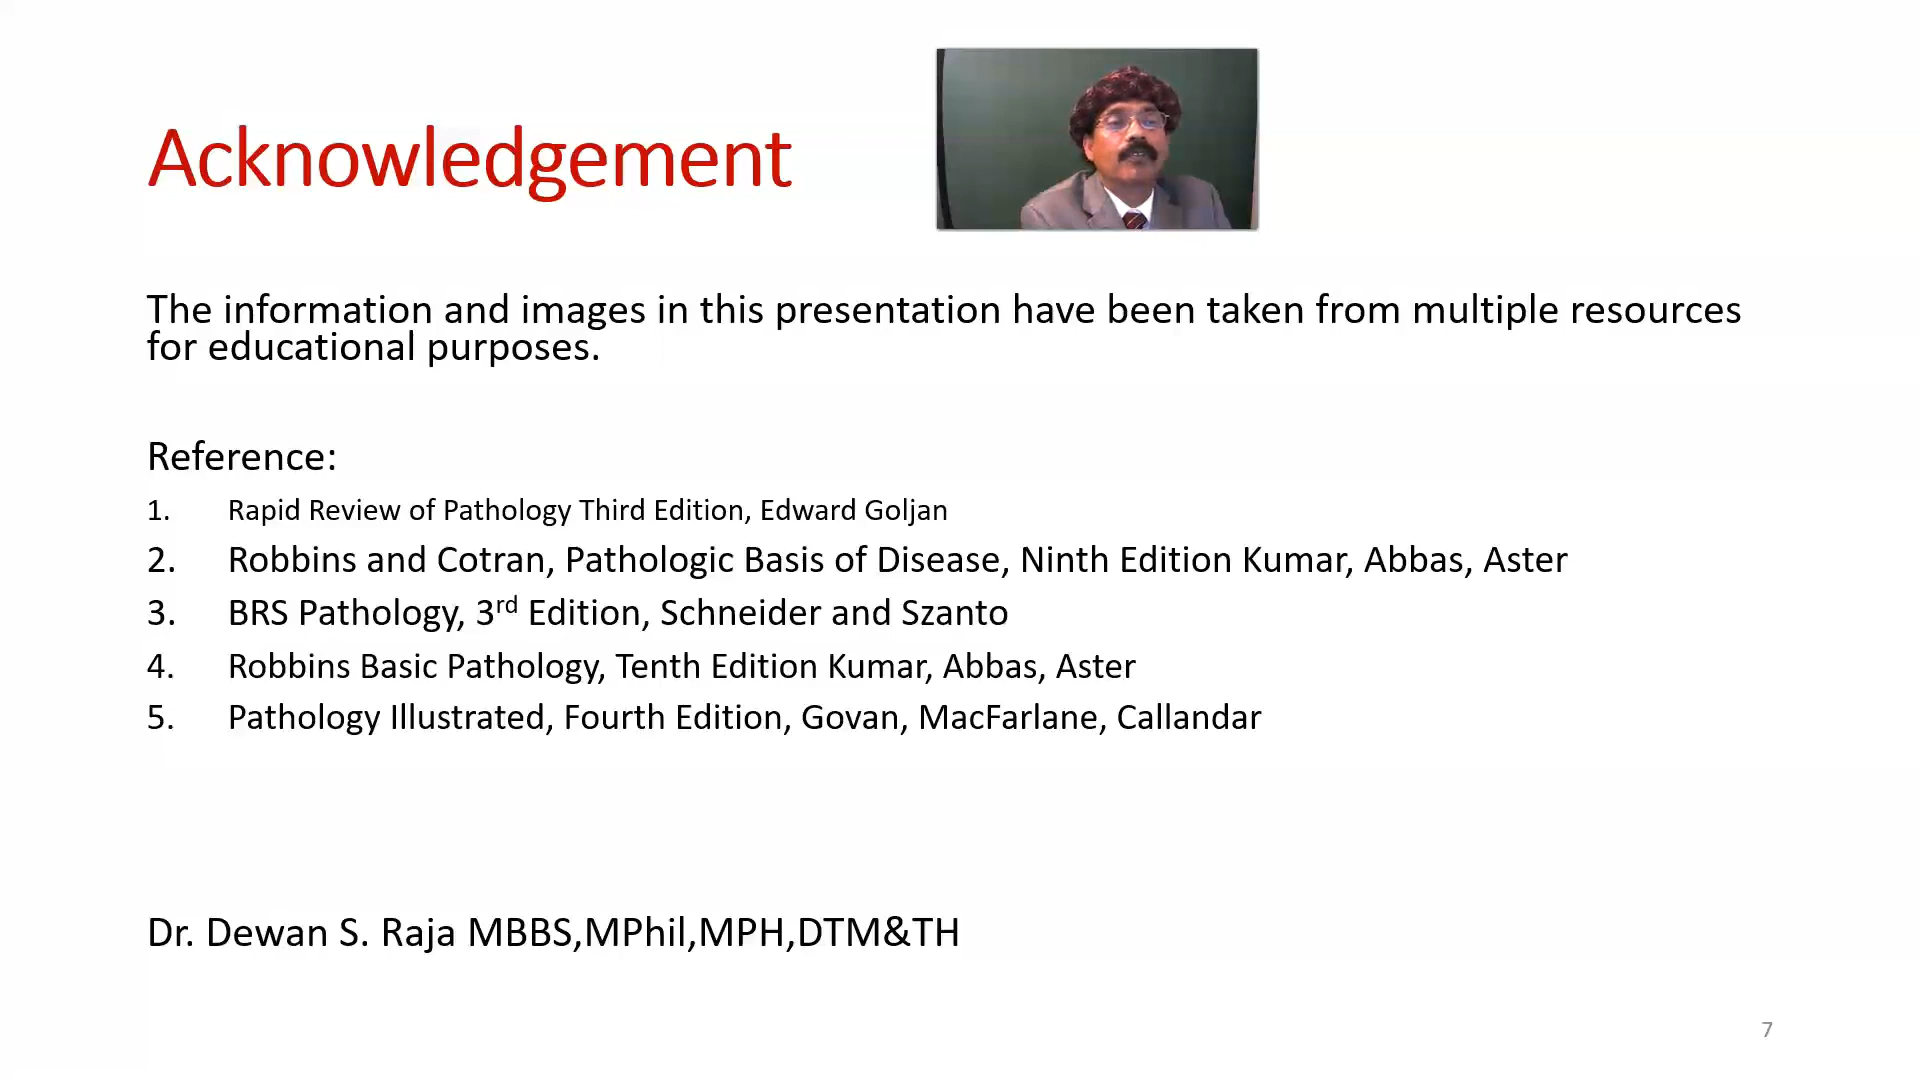 Acknowledgement
The information and images in this presentation have been taken from multiple resources
for educational purposes.
Reference:
1. Rapid Review of Pathology Third Edition, Edward Goljan
2. Robbins and Cotran, Pathologic Basis of Disease, Ninth Edition Kumar, Abbas, Aster
3. BRS Pathology, 3rd Edition, Schneider and Szanto
4. Robbins Basic Pathology, Tenth Edition Kumar, Abbas, Aster
5. Pathology Illustrated, Fourth Edition, Govan, MacFarlane, Callandar
Dr. Dewan S. Raja MBBS,MPhil,MPH,DTM&TH
7